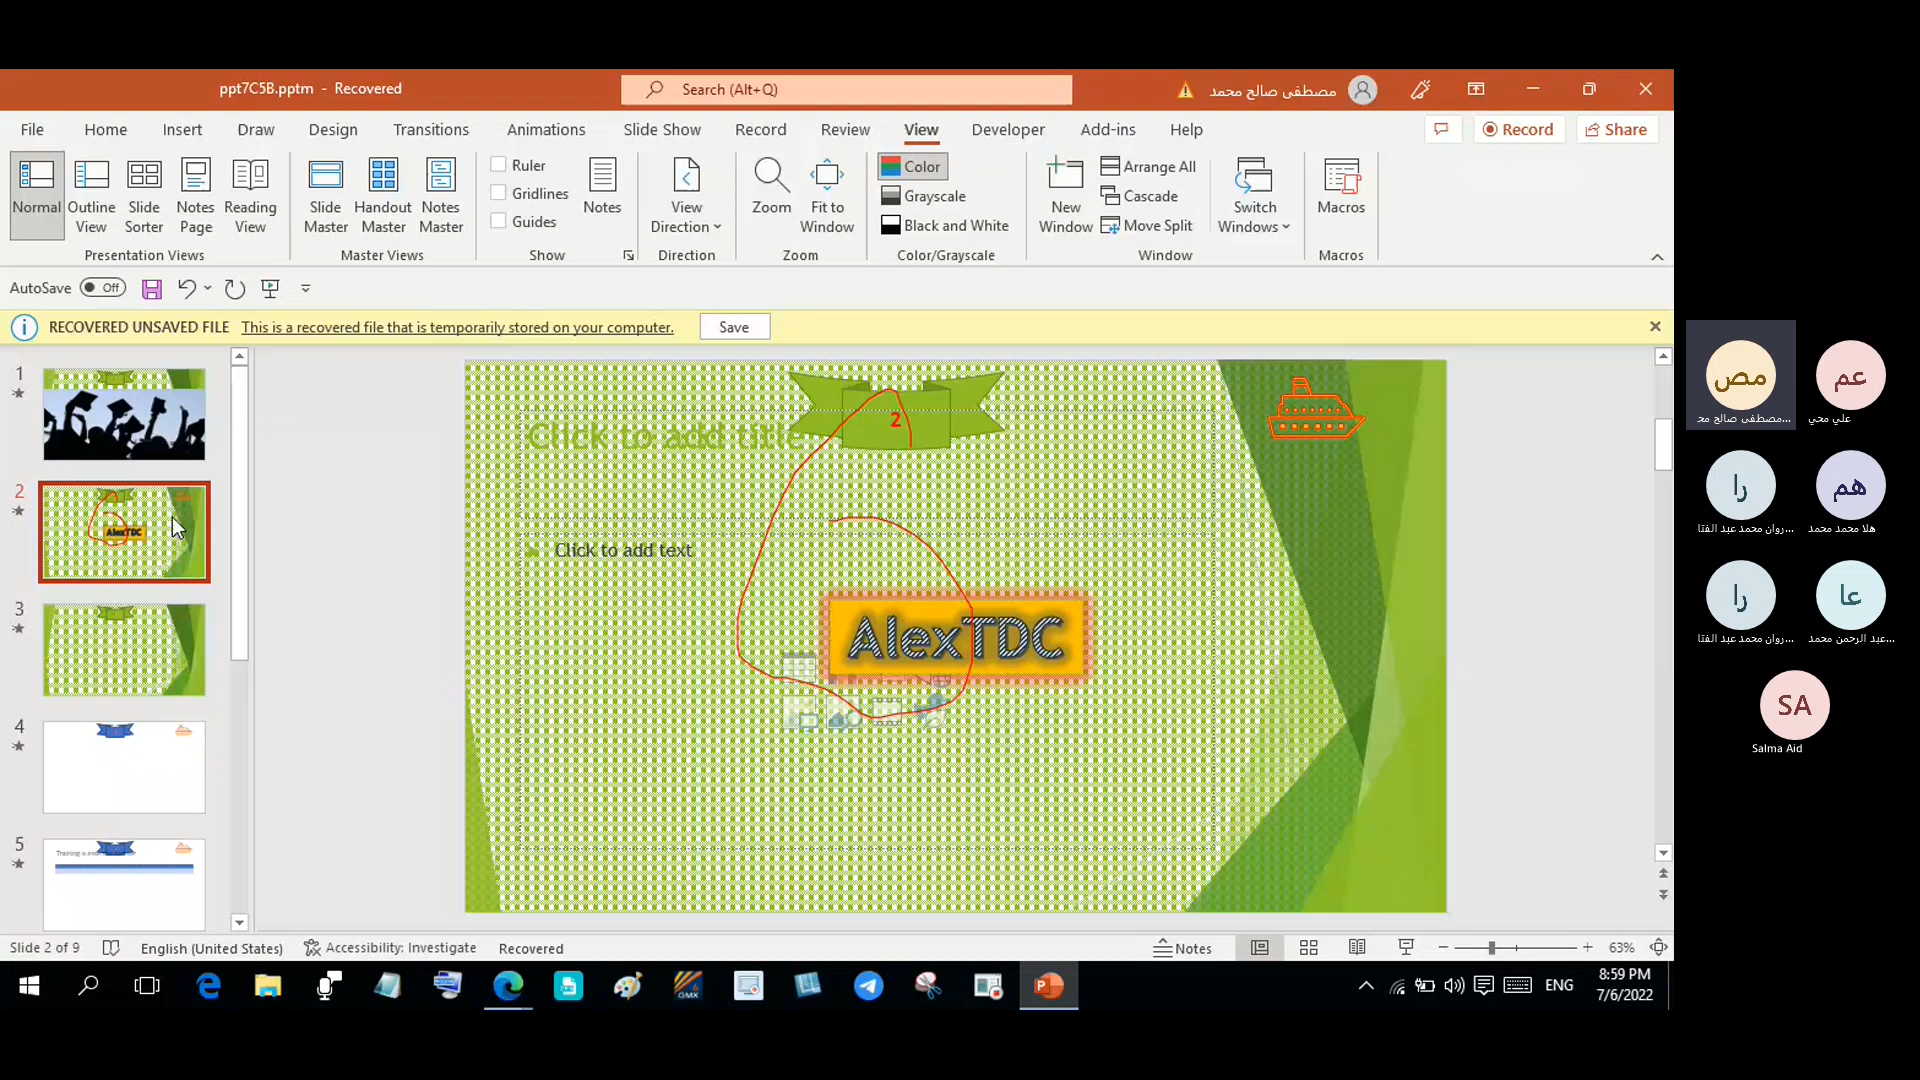 ppt7C5B.pptm - Recovered
Search (Alt+Q)
مصطفى صالح محمد
File Home Insert Draw Design Transitions Animations Slide Show Record Review View Developer Add-ins Help
Record Share
Normal
Outline View
Slide Sorter
Notes Page
Reading View
Presentation Views
Slide Master
Handout Master
Notes Master
Master Views
Ruler
Gridlines
Guides
Notes
Show
View Direction
Direction
Zoom
Fit to Window
Zoom
Color
Grayscale
Black and White
Color/Grayscale
New Window
Arrange All
Cascade
Move Split
Switch Windows
Window
Macros
Macros
AutoSave Off
RECOVERED UNSAVED FILE This is a recovered file that is temporarily stored on your computer. Save
1
2
AlexTDC
3
4
5
2
Click to add title
Click to add text
AlexTDC
مص
مصطفى صالح مح...
عم
علي محي
را
روان محمد عبد الفتا...
هم
هلا محمد محمد
را
روان محمد عبد الفتا...
عا
عبد الرحمن محمد...
SA
Salma Aid
Slide 2 of 9 English (United States) Accessibility: Investigate Recovered Notes 63%
GMX
ENG
8:59 PM
7/6/2022